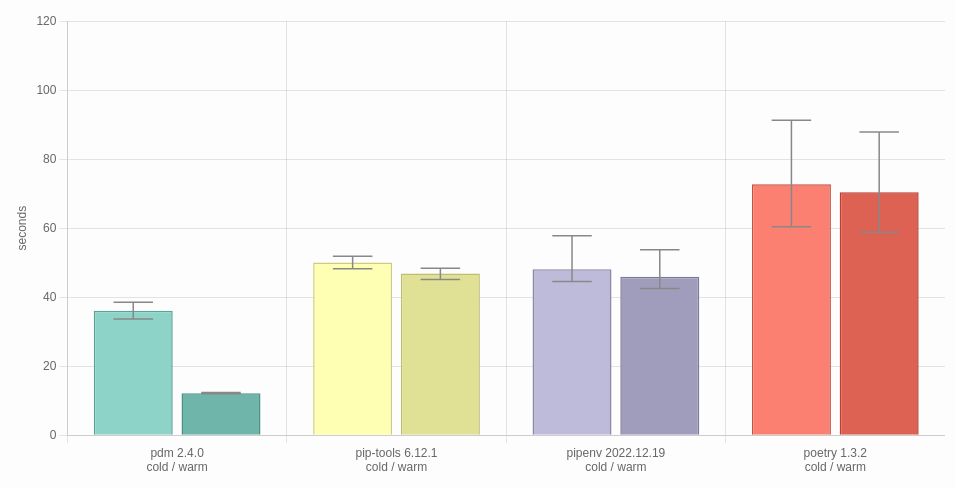 120
100
80
60
40
20
0
seconds
pdm 2.4.0
cold / warm
pip-tools 6.12.1
cold / warm
pipenv 2022.12.19
cold / warm
poetry 1.3.2
cold / warm